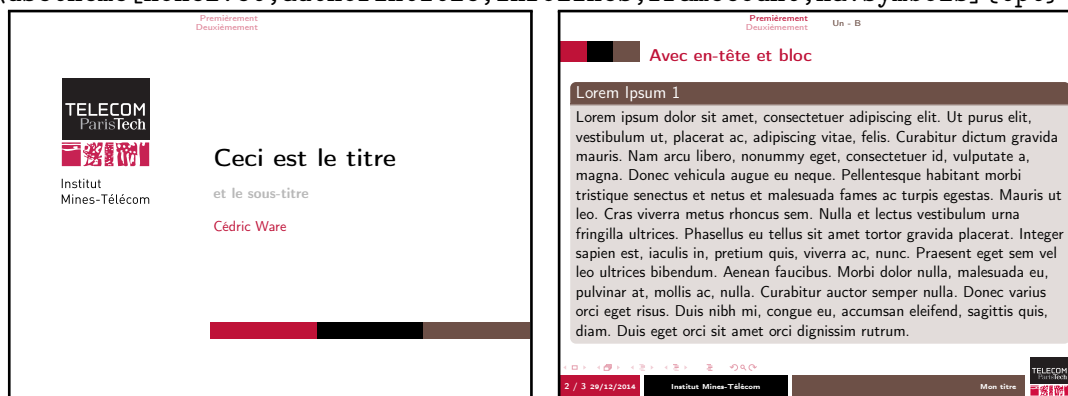 Premièrement
Deuxièmement
TELECOM
ParisTech
Institut
Mines-Télécom
Ceci est le titre
et le sous-titre
Cédric Ware
Premièrement
Deuxièmement
Un - B
Avec en-tête et bloc
Lorem Ipsum 1
Lorem ipsum dolor sit amet, consectetuer adipiscing elit. Ut purus elit,
vestibulum ut, placerat ac, adipiscing vitae, felis. Curabitur dictum gravida
mauris. Nam arcu libero, nonummy eget, consectetuer id, vulputate a,
magna. Donec vehicula augue eu neque. Pellentesque habitant morbi
tristique senectus et netus et malesuada fames ac turpis egestas. Mauris ut
leo. Cras viverra metus rhoncus sem. Nulla et lectus vestibulum urna
fringilla ultrices. Phasellus eu tellus sit amet tortor gravida placerat. Integer
sapien est, iaculis in, pretium quis, viverra ac, nunc. Praesent eget sem vel
leo ultrices bibendum. Aenean faucibus. Morbi dolor nulla, malesuada eu,
pulvinar at, mollis ac, nulla. Curabitur auctor semper nulla. Donec varius
orci eget risus. Duis nibh mi, congue eu, accumsan eleifend, sagittis quis,
diam. Duis eget orci sit amet orci dignissim rutrum.
2 / 3 29/12/2014
Institut Mines-Télécom
Mon titre
TELECOM
ParisTech